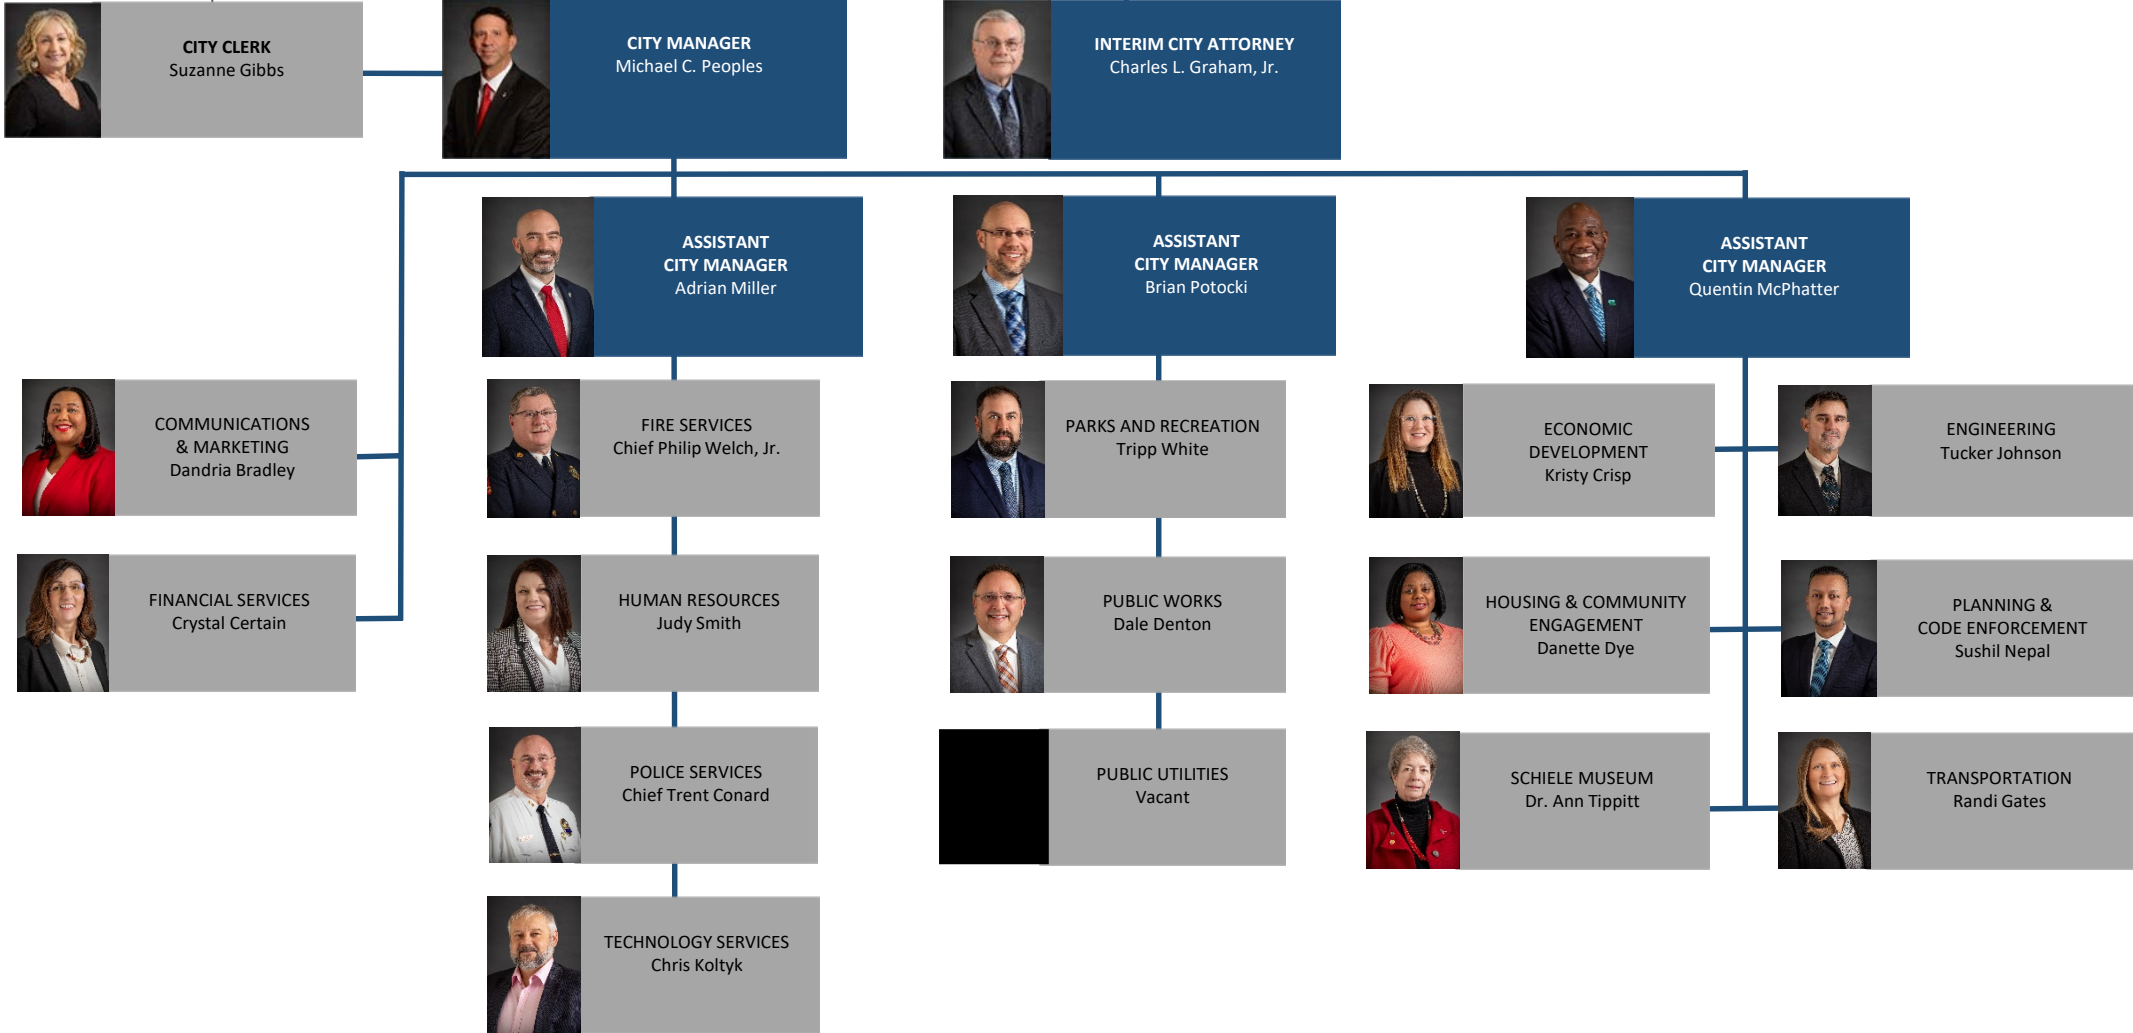 CITY CLERK
Suzanne Gibbs
CITY MANAGER
Michael C. Peoples
INTERIM CITY ATTORNEY
Charles L. Graham, Jr.
ASSISTANT
CITY MANAGER
Adrian Miller
ASSISTANT
CITY MANAGER
Brian Potocki
ASSISTANT
CITY MANAGER
Quentin McPhatter
COMMUNICATIONS
& MARKETING
Dandria Bradley
FINANCIAL SERVICES
Crystal Certain
FIRE SERVICES
Chief Philip Welch, Jr.
HUMAN RESOURCES
Judy Smith
POLICE SERVICES
Chief Trent Conard
TECHNOLOGY SERVICES
Chris Koltyk
PARKS AND RECREATION
Tripp White
PUBLIC WORKS
Dale Denton
PUBLIC UTILITIES
Vacant
ECONOMIC
DEVELOPMENT
Kristy Crisp
ENGINEERING
Tucker Johnson
HOUSING & COMMUNITY
ENGAGEMENT
Danette Dye
PLANNING &
CODE ENFORCEMENT
Sushil Nepal
SCHIELE MUSEUM
Dr. Ann Tippitt
TRANSPORTATION
Randi Gates